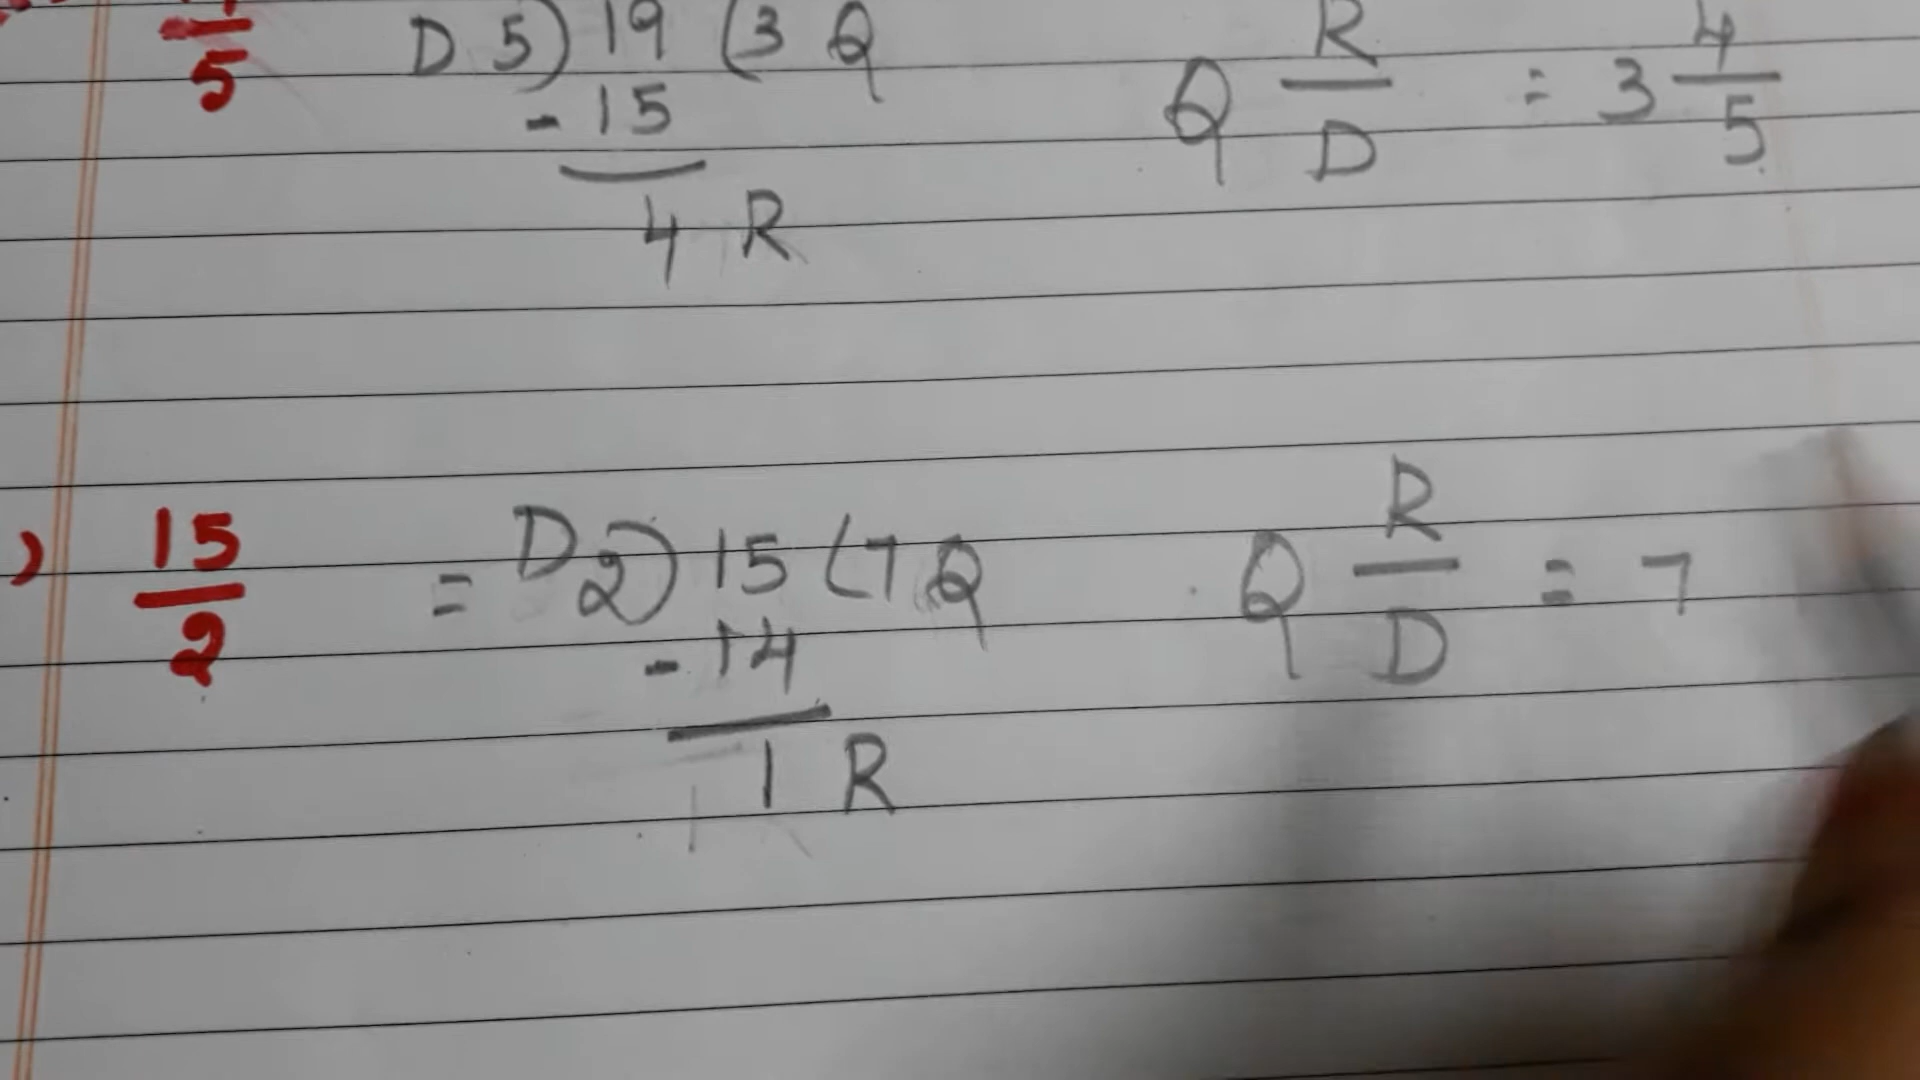 5 D 5) 19 (3 Q Q R/D = 3 4/5
- 15
4 R
) 15/2 = D 2) 15 (7 Q Q R/D = 7
- 14
1 R